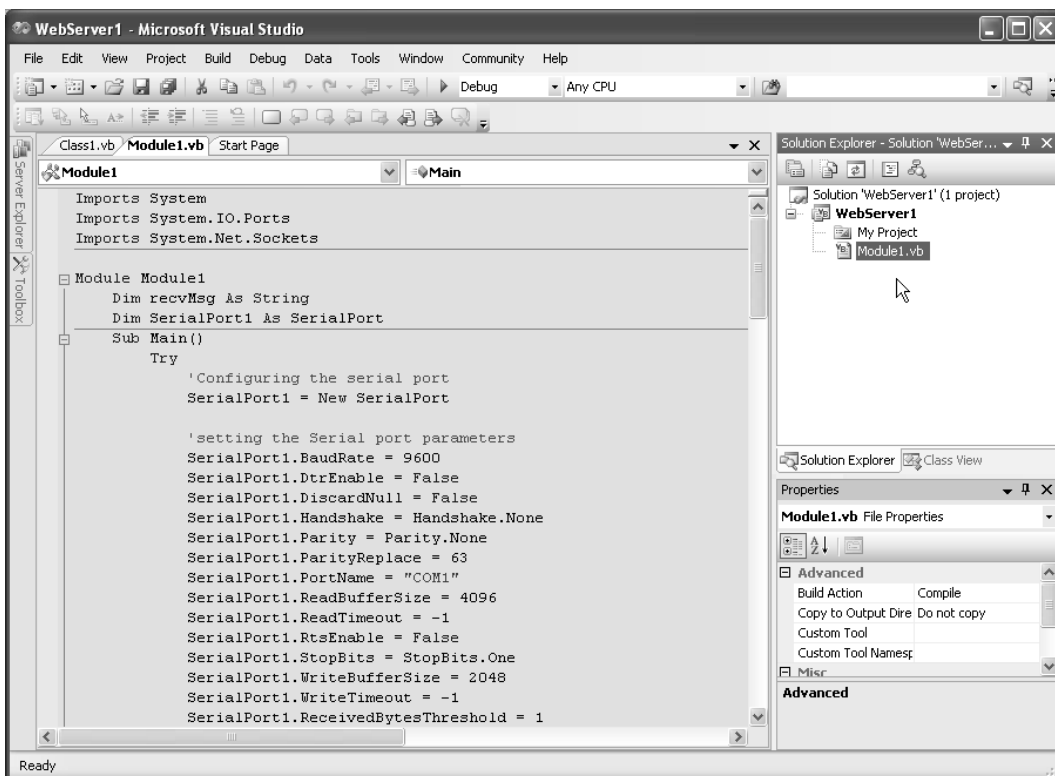 WebServer1 - Microsoft Visual Studio
File Edit View Project Build Debug Data Tools Window Community Help
Debug Any CPU
Class1.vb Module1.vb Start Page
Module1 Main
Server Explorer
Toolbox
Imports System
Imports System.IO.Ports
Imports System.Net.Sockets
Module Module1
Dim recvMsg As String
Dim SerialPort1 As SerialPort
Sub Main()
Try
'Configuring the serial port
SerialPort1 = New SerialPort
'setting the Serial port parameters
SerialPort1.BaudRate = 9600
SerialPort1.DtrEnable = False
SerialPort1.DiscardNull = False
SerialPort1.Handshake = Handshake.None
SerialPort1.Parity = Parity.None
SerialPort1.ParityReplace = 63
SerialPort1.PortName = "COM1"
SerialPort1.ReadBufferSize = 4096
SerialPort1.ReadTimeout = -1
SerialPort1.RtsEnable = False
SerialPort1.StopBits = StopBits.One
SerialPort1.WriteBufferSize = 2048
SerialPort1.WriteTimeout = -1
SerialPort1.ReceivedBytesThreshold = 1
Solution Explorer - Solution 'WebSer...
Solution 'WebServer1' (1 project)
WebServer1
My Project
Module1.vb
Solution Explorer Class View
Properties
Module1.vb File Properties
Advanced
Build Action Compile
Copy to Output Dire Do not copy
Custom Tool
Custom Tool Namesp
Misc
Advanced
Ready